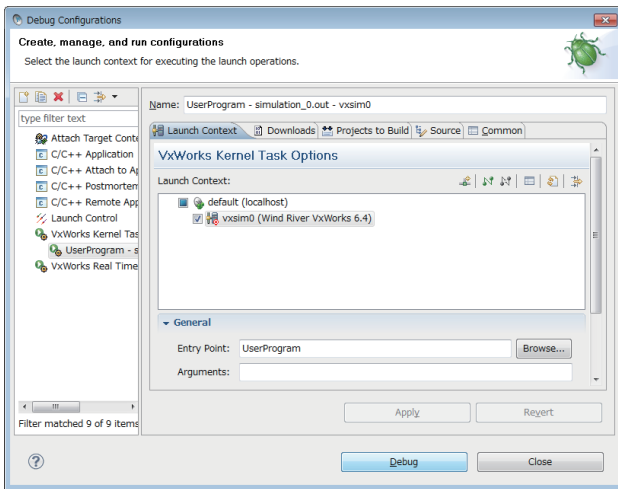 Debug Configurations
Create, manage, and run configurations
Select the launch context for executing the launch operations.
type filter text
Attach Target Conte
C/C++ Application
C/C++ Attach to Ap
C/C++ Postmorten
C/C++ Remote App
Launch Control
VxWorks Kernel Tas
UserProgram - s
VxWorks Real Time
Filter matched 9 of 9 items
Name: UserProgram - simulation_0.out - vxsim0
Launch Context Downloads Projects to Build Source Common
VxWorks Kernel Task Options
Launch Context:
default (localhost)
vxsim0 (Wind River VxWorks 6.4)
General
Entry Point: UserProgram Browse...
Arguments:
Apply Revert
? Debug Close